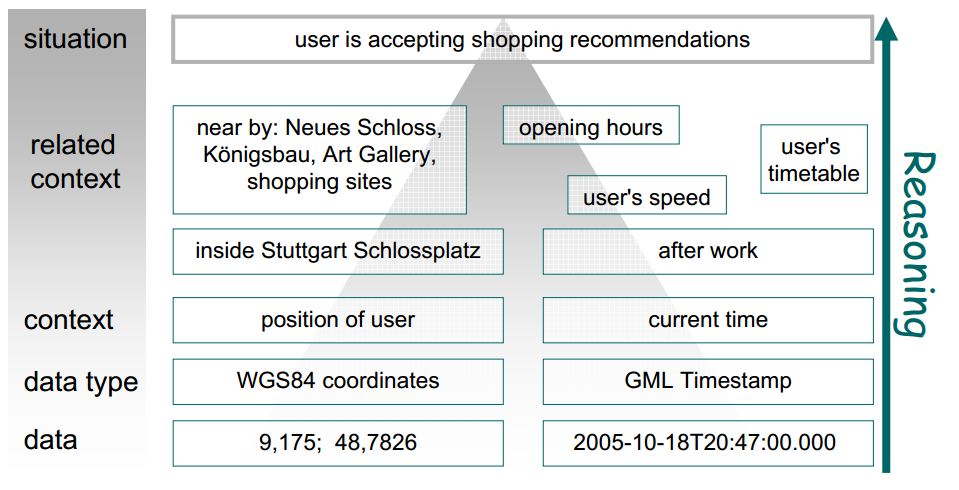 situation
user is accepting shopping recommendations
related
context
near by: Neues Schloss,
Königsbau, Art Gallery,
shopping sites
opening hours
user's speed
user's
timetable
inside Stuttgart Schlossplatz
after work
context
position of user
current time
data type
WGS84 coordinates
GML Timestamp
data
9,175;  48,7826
2005-10-18T20:47:00.000
Reasoning